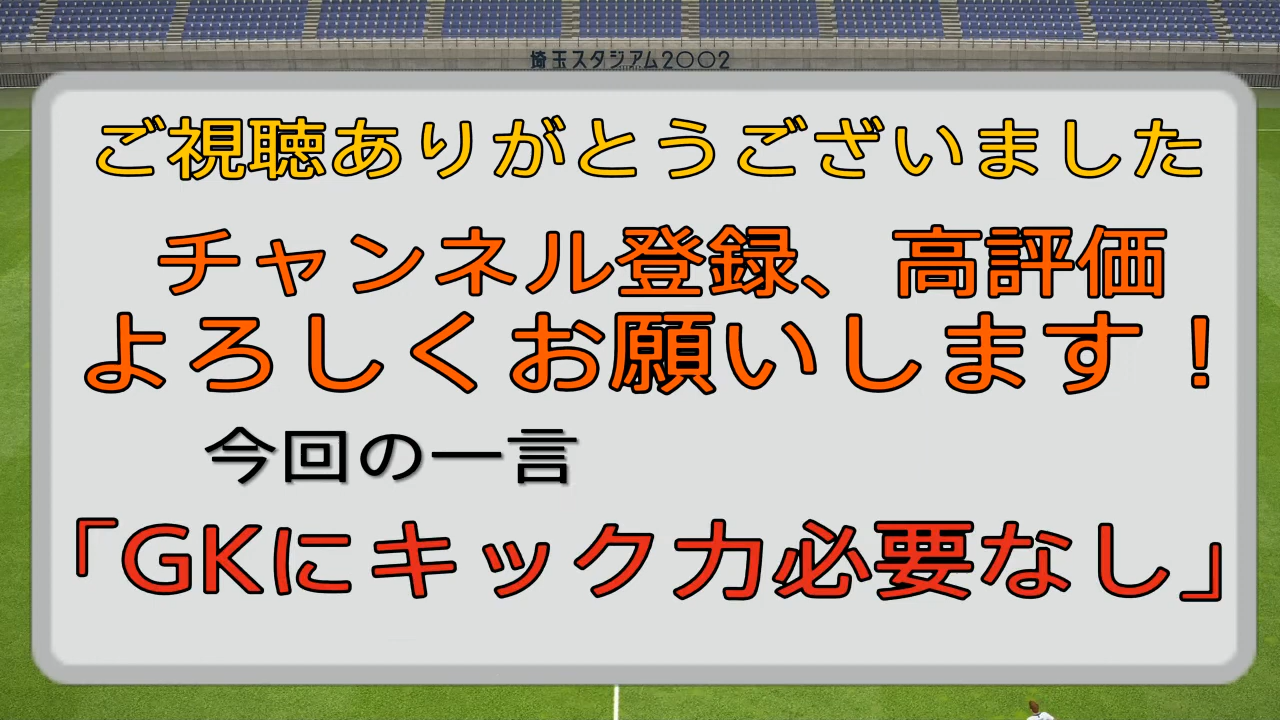 埼玉スタジアム2〇〇2
ご視聴ありがとうございました
チャンネル登録、高評価
よろしくお願いします！
今回の一言
「GKにキック力必要なし」